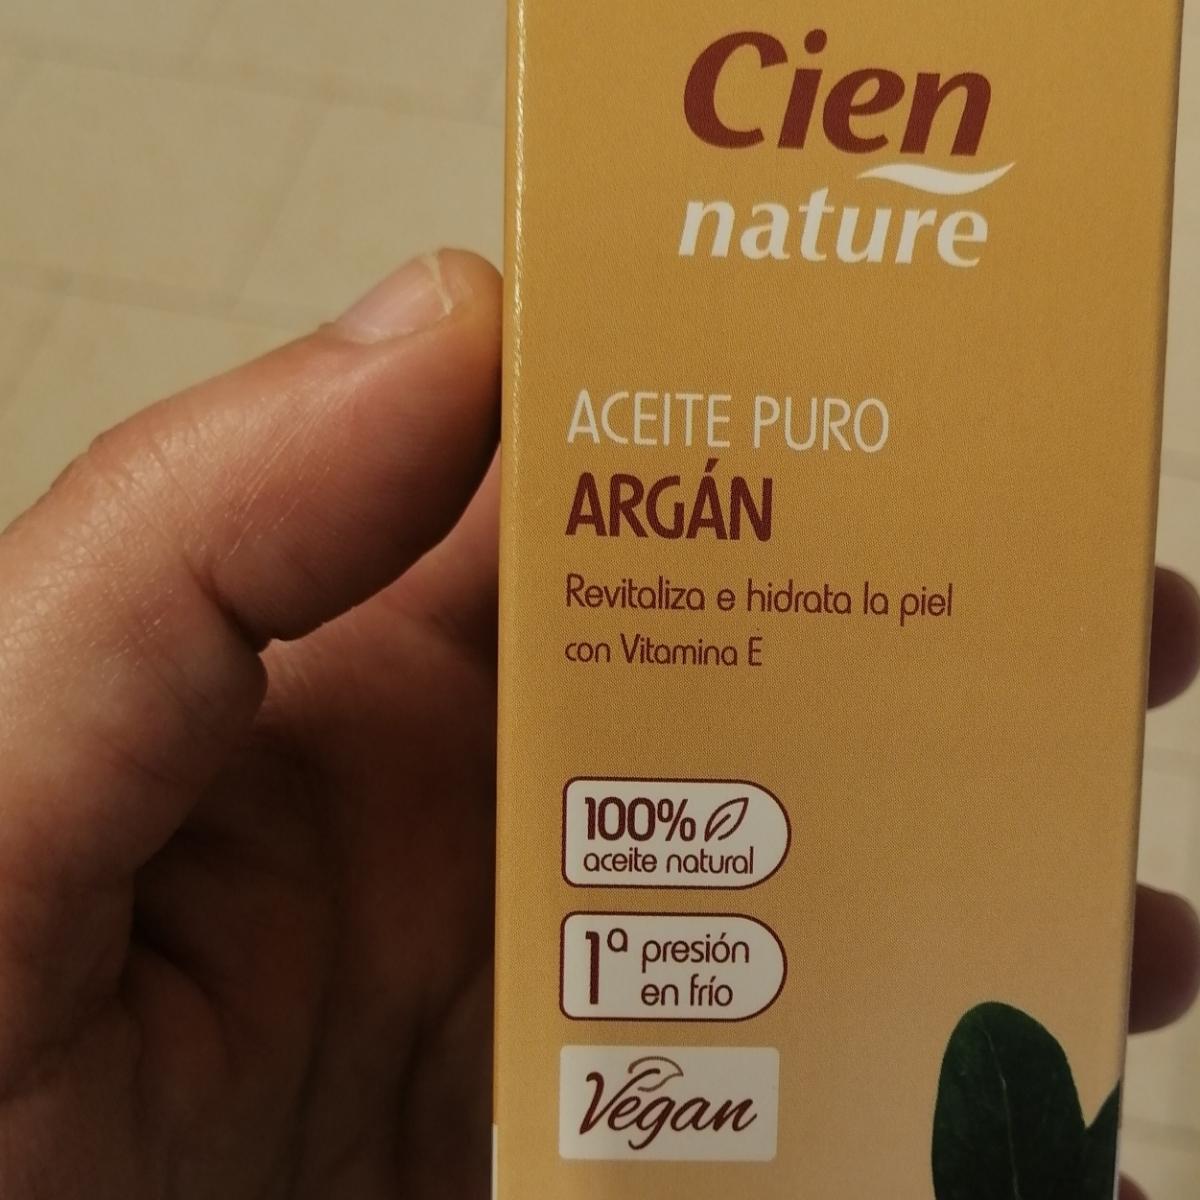 Cien
nature
ACEITE PURO
ARGÁN
Revitaliza e hidrata la piel
con Vitamina E
100%
aceite natural
1ª presión
en frío
Vegan